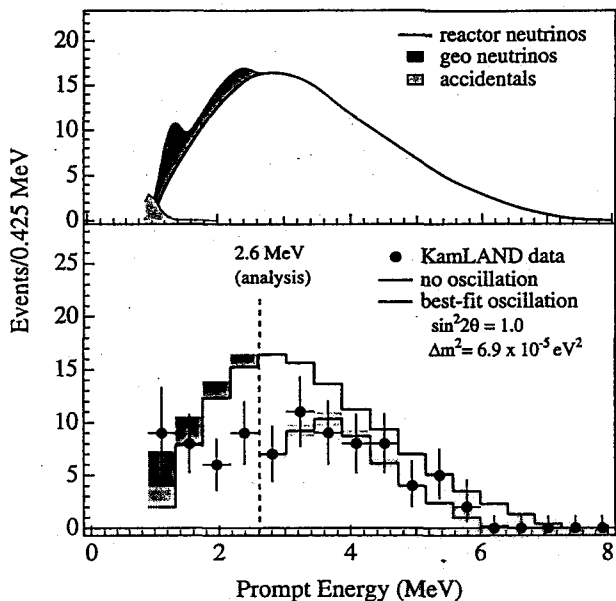 20
15
10
5
0
reactor neutrinos
geo neutrinos
accidentals
Events/0.425 MeV
25
20
15
10
5
0
2.6 MeV
(analysis)
KamLAND data
no oscillation
best-fit oscillation
sin²2θ = 1.0
Δm²= 6.9 x 10⁻⁵ eV²
0 2 4 6 8
Prompt Energy (MeV)